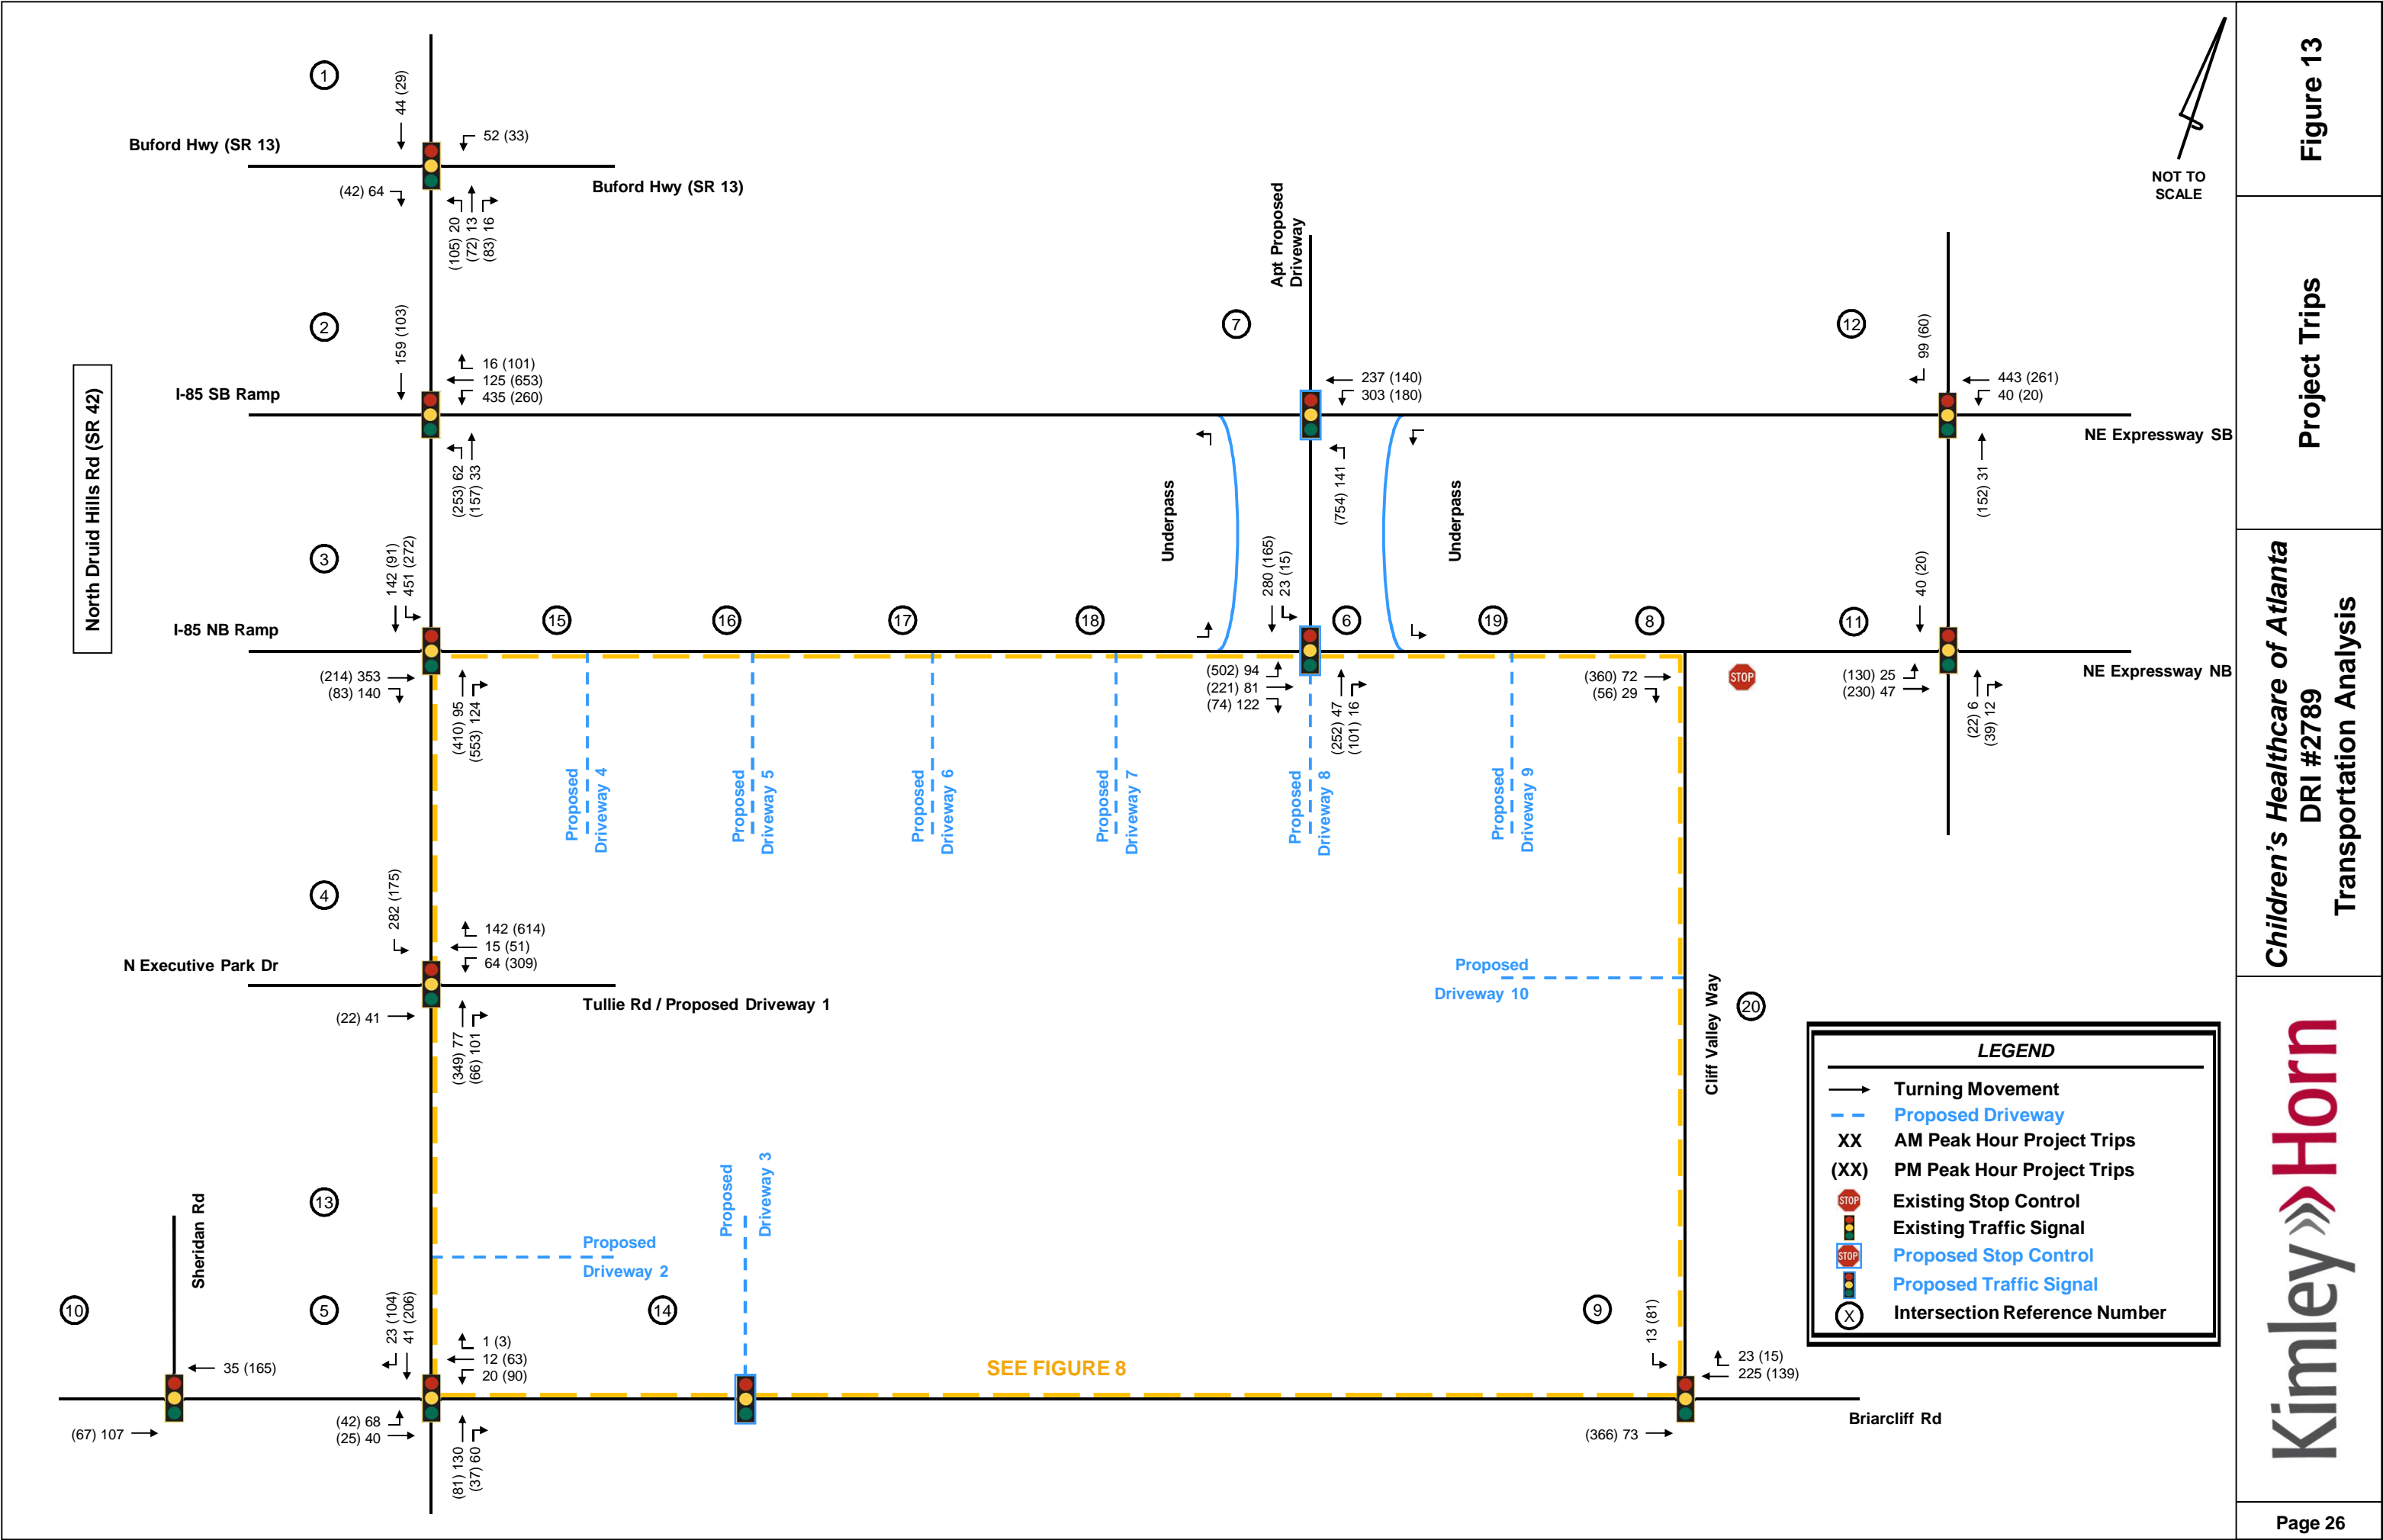 1
44 (29)
52 (33)
Buford Hwy (SR 13)
Buford Hwy (SR 13)
(42) 64
(105) 20
(72) 13
(83) 16
NOT TO
SCALE
Figure 13
Project Trips
Children's Healthcare of Atlanta
DRI #2789
Transportation Analysis
Kimley»Horn
Page 26
North Druid Hills Rd (SR 42)
2
159 (103)
16 (101)
125 (653)
435 (260)
I-85 SB Ramp
(253) 62
(157) 33
Apt Proposed
Driveway
7
237 (140)
303 (180)
(754) 141
Underpass
Underpass
12
99 (60)
443 (261)
40 (20)
NE Expressway SB
(152) 31
3
142 (91)
451 (272)
I-85 NB Ramp
(214) 353
(83) 140
(410) 95
(553) 124
15
16
17
18
280 (165)
23 (15)
6
19
8
11
40 (20)
(502) 94
(221) 81
(74) 122
(252) 47
(101) 16
(360) 72
(56) 29
STOP
(130) 25
(230) 47
NE Expressway NB
(22) 6
(39) 12
Proposed
Driveway 4
Proposed
Driveway 5
Proposed
Driveway 6
Proposed
Driveway 7
Proposed
Driveway 8
Proposed
Driveway 9
4
282 (175)
142 (614)
15 (51)
64 (309)
N Executive Park Dr
Tullie Rd / Proposed Driveway 1
(22) 41
(349) 77
(66) 101
Proposed
Driveway 10
Cliff Valley Way
20
LEGEND
Turning Movement
Proposed Driveway
XX AM Peak Hour Project Trips
(XX) PM Peak Hour Project Trips
STOP Existing Stop Control
Existing Traffic Signal
STOP Proposed Stop Control
Proposed Traffic Signal
X Intersection Reference Number
13
Sheridan Rd
Proposed
Driveway 2
Proposed
Driveway 3
10
5
14
9
23 (104)
41 (206)
1 (3)
12 (63)
20 (90)
35 (165)
(67) 107
(42) 68
(25) 40
(81) 130
(37) 60
SEE FIGURE 8
13 (81)
23 (15)
225 (139)
(366) 73
Briarcliff Rd